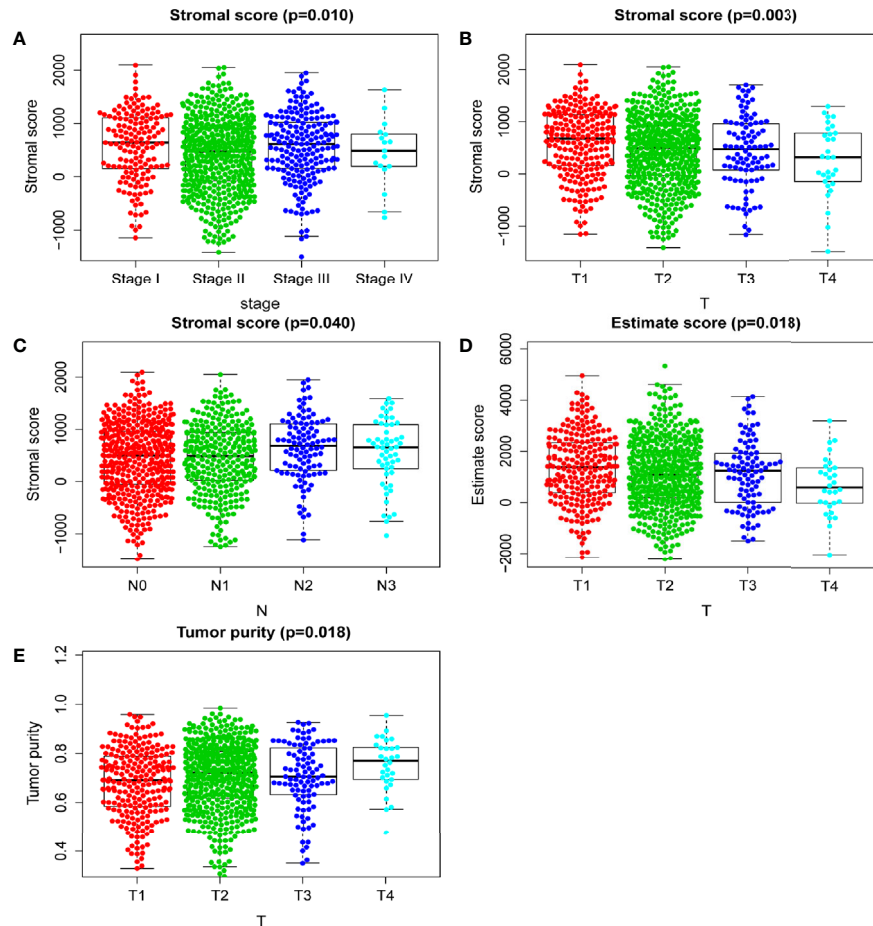 A
Stromal score (p=0.010)
Stromal score
2000
1000
0
-1000
Stage I Stage II Stage III Stage IV
stage
B
Stromal score (p=0.003)
Stromal score
2000
1000
0
-1000
T1 T2 T3 T4
T
C
Stromal score (p=0.040)
Stromal score
2000
1000
0
-1000
N0 N1 N2 N3
N
D
Estimate score (p=0.018)
Estimate score
6000
4000
2000
0
-2000
T1 T2 T3 T4
T
E
Tumor purity (p=0.018)
Tumor purity
1.2
1.0
0.8
0.6
0.4
T1 T2 T3 T4
T